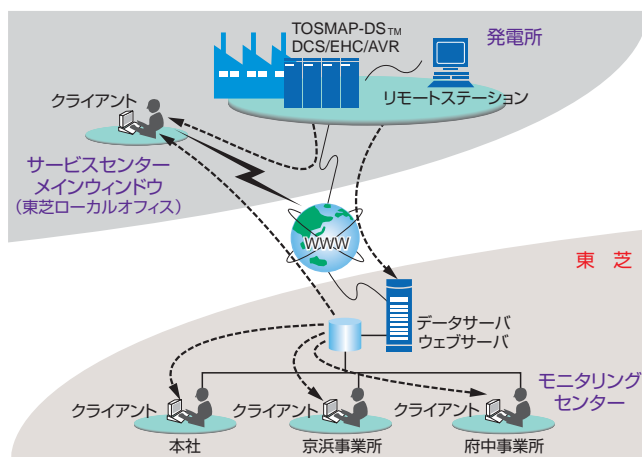 TOSMAP-DS™
DCS/EHC/AVR
発電所
リモートステーション
クライアント
サービスセンター
メインウィンドウ
（東芝ローカルオフィス）
WWW
東 芝
データサーバ
ウェブサーバ
モニタリング
センター
クライアント
クライアント
クライアント
本社
京浜事業所
府中事業所